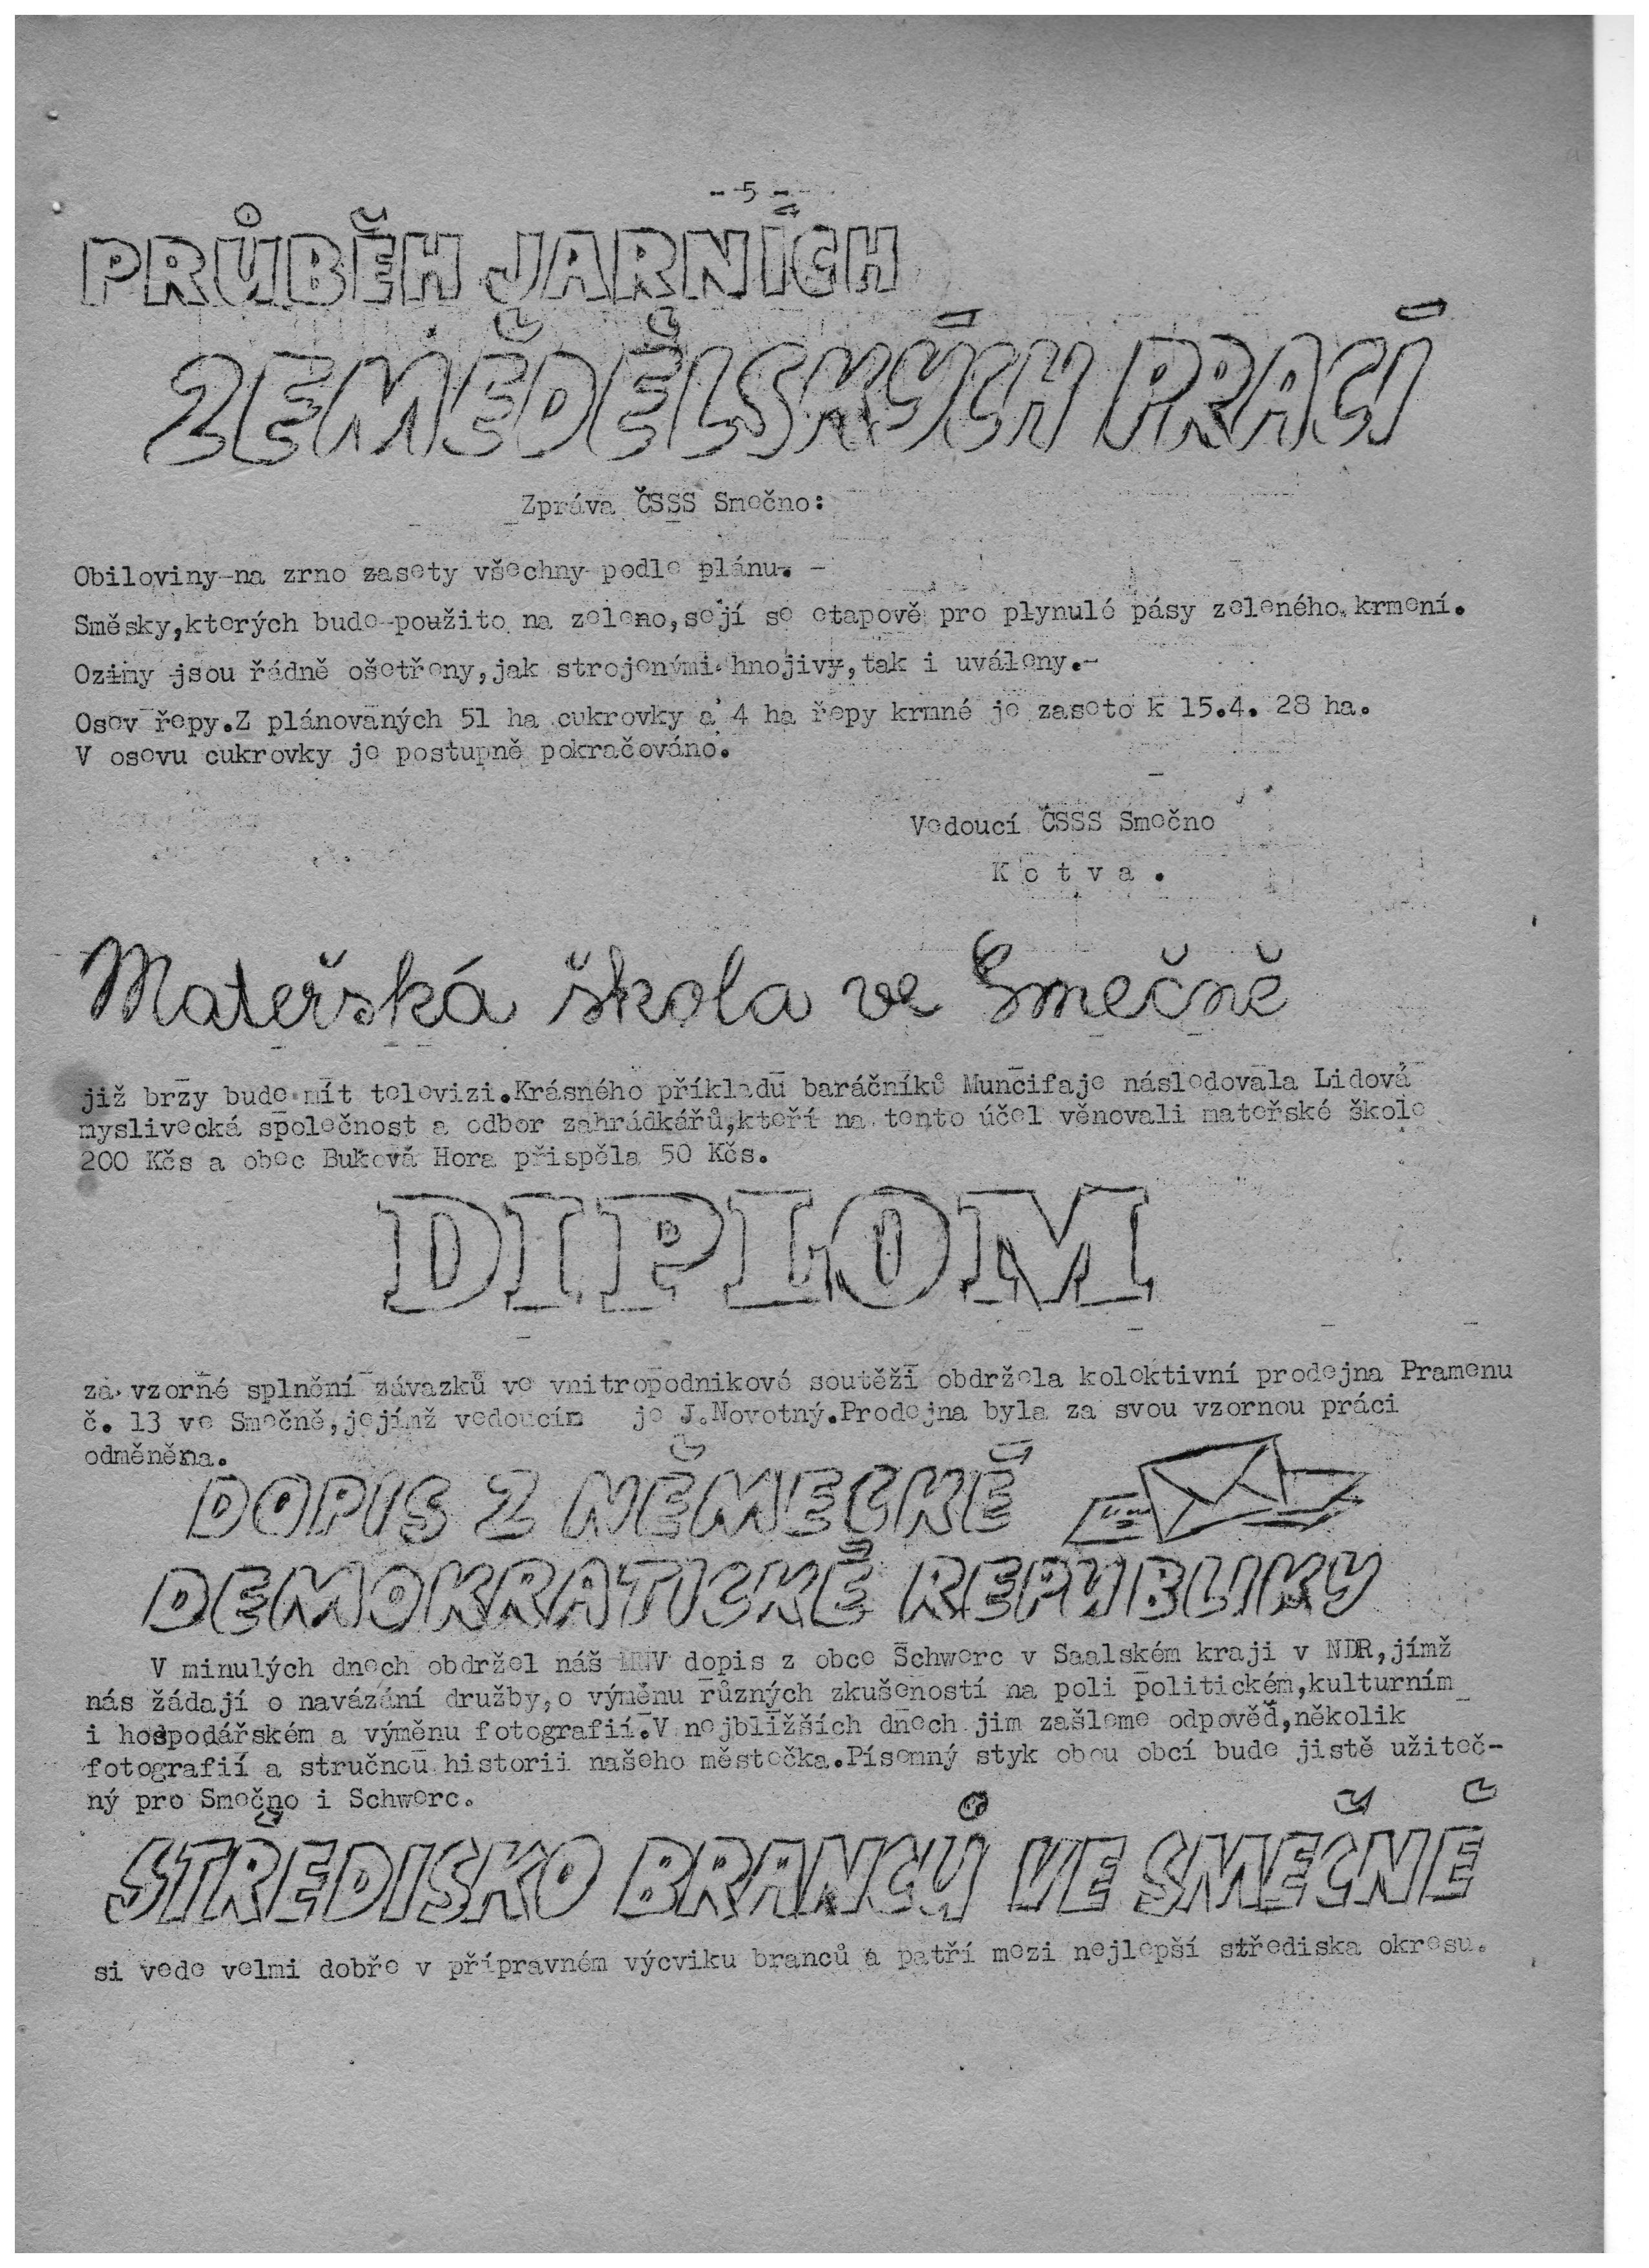 - 5 -
PRŮBĚH JARNÍCH
ZEMĚDĚLSKÝCH PRACÍ
Zpráva ČSSS Smečno:
Obiloviny na zrno zasety všechny podle plánu. -
Směsky,kterých bude použito na zeleno,sejí se etapově pro plynulé pásy zeleného krmení.
Oziny jsou řádně ošetřeny,jak strojenými hnojivy,tak i uváleny.-
Osev řepy.Z plánovaných 51 ha cukrovky a 4 ha řepy krmné je zaseto k 15.4. 28 ha.
V osevu cukrovky je postupně pokračováno.
Vedoucí ČSSS Smečno
K o t v a .
Mateřská škola ve Smečně
již brzy bude mít televizi.Krásného příkladu baráčníků Muncifaje následovala Lidová
myslivecká společnost a odbor zahrádkářů,kteří na tento účel věnovali mateřské škole
200 Kčs a obec Buková Hora přispěla 50 Kčs.
DIPLOM
za vzorné splnění závazků ve vnitropodnikové soutěži obdržela kolektivní prodejna Pramenu
č. 13 ve Smečně,jejímž vedoucím je J.Novotný.Prodejna byla za svou vzornou práci
odměněna.
DOPIS Z NĚMECKÉ
DEMOKRATICKÉ REPUBLIKY
V minulých dnech obdržel náš MNV dopis z obce Schwerc v Saalském kraji v NDR,jímž
nás žádají o navázání družby,o výměnu různých zkušeností na poli politickém,kulturním
i hospodářském a výměnu fotografií.V nejbližších dnech jim zašleme odpověď,několik
fotografií a stručnou historii našeho městečka.Písemný styk obou obcí bude jistě užiteč-
ný pro Smečno i Schwerc.
STŘEDISKO BRANCŮ VE SMEČNĚ
si vede velmi dobře v přípravném výcviku branců a patří mezi nejlepší střediska okresu.